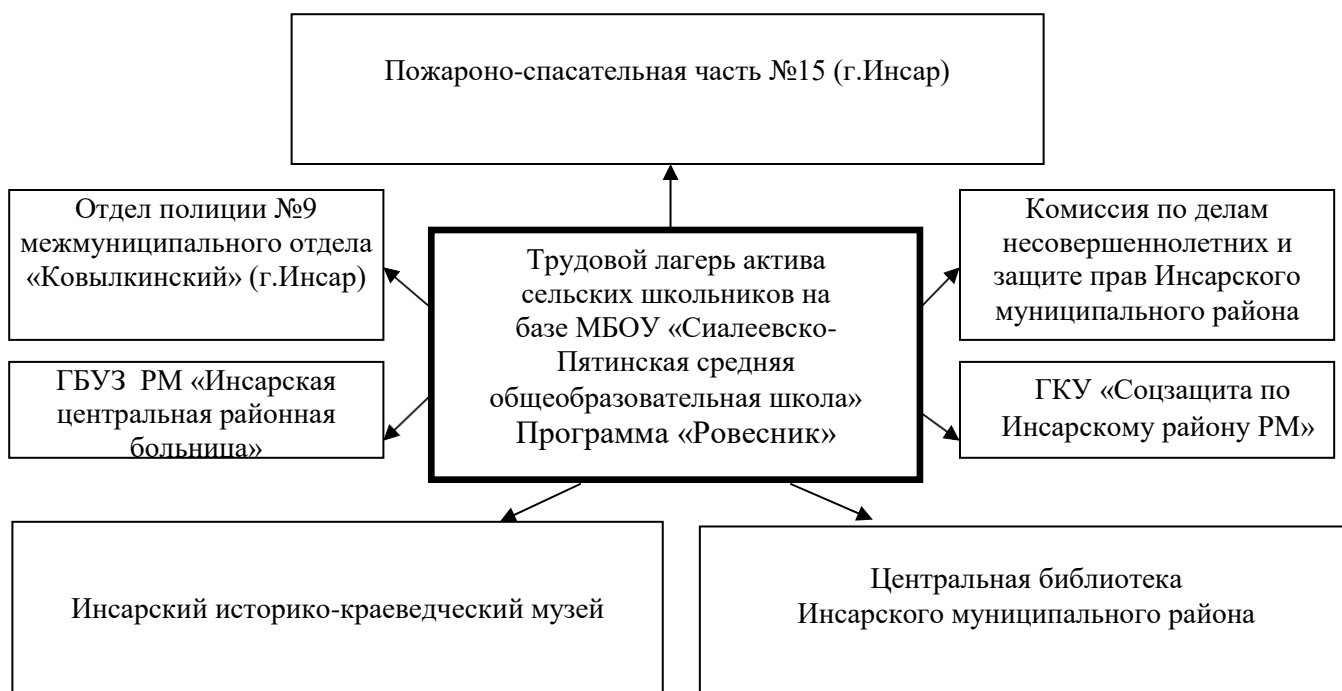 Пожароно-спасательная часть №15 (г.Инсар)
Отдел полиции №9
межмуниципального отдела
«Ковылкинский» (г.Инсар)
Комиссия по делам
несовершеннолетних и
защите прав Инсарского
муниципального района
Трудовой лагерь актива
сельских школьников на
базе МБОУ «Сиалеевско-
Пятинская средняя
общеобразовательная школа»
Программа «Ровесник»
ГБУЗ РМ «Инсарская
центральная районная
больница»
ГКУ «Соцзащита по
Инсарскому району РМ»
Инсарский историко-краеведческий музей
Центральная библиотека
Инсарского муниципального района